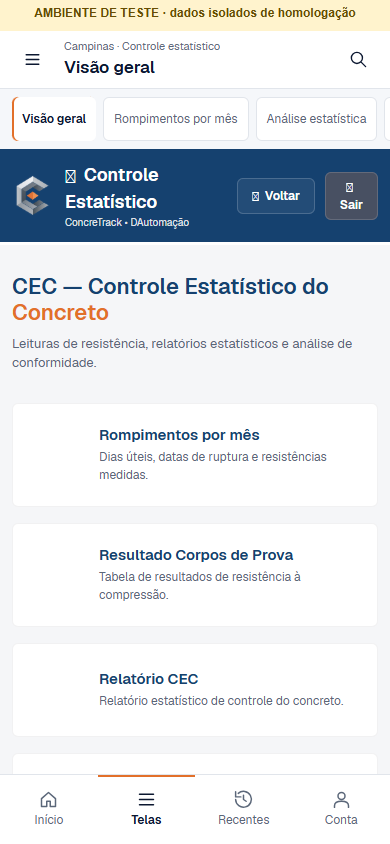 AMBIENTE DE TESTE · dados isolados de homologação
Campinas · Controle estatístico
Visão geral
Visão geral
Rompimentos por mês
Análise estatística
Controle
Estatístico
ConcreTrack • DAutomação
Voltar
Sair
CEC — Controle Estatístico do
Concreto
Leituras de resistência, relatórios estatísticos e análise de
conformidade.
Rompimentos por mês
Dias úteis, datas de ruptura e resistências
medidas.
Resultado Corpos de Prova
Tabela de resultados de resistência à
compressão.
Relatório CEC
Relatório estatístico de controle do concreto.
Início
Telas
Recentes
Conta